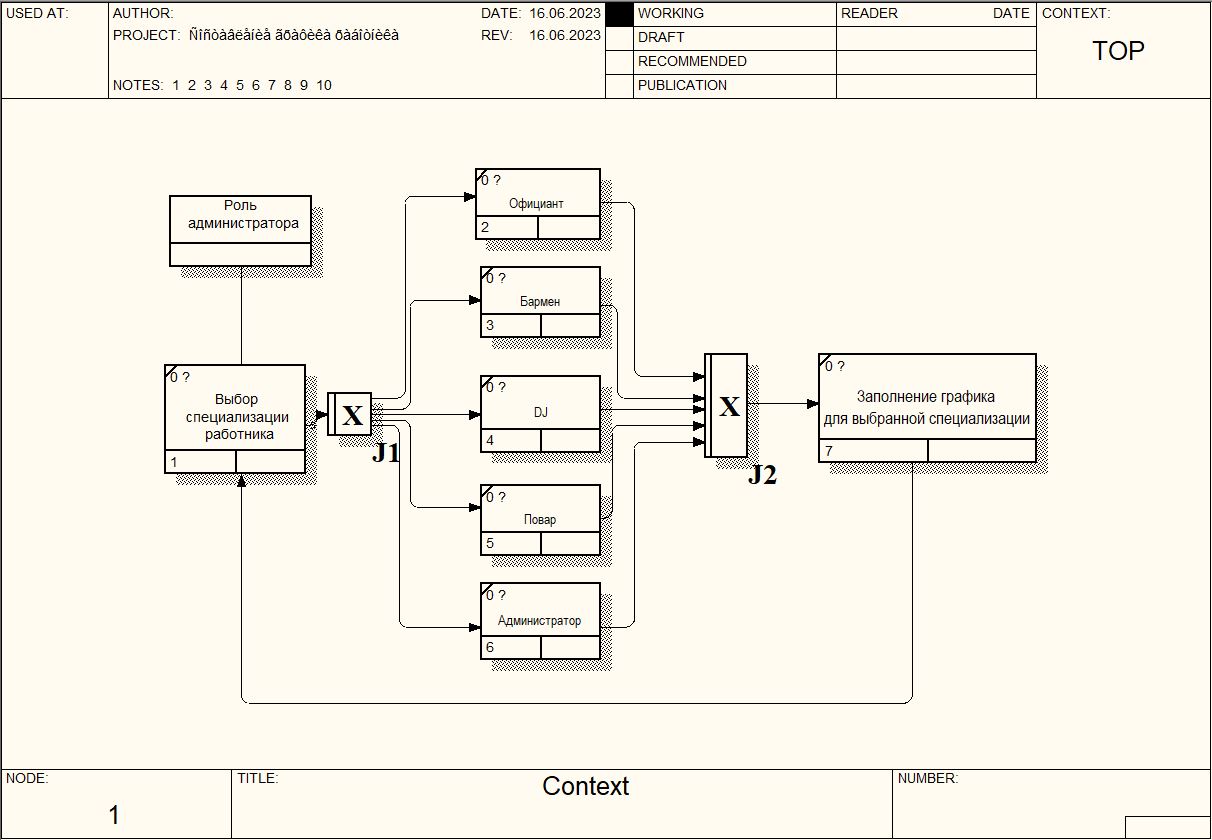 USED AT:
AUTHOR:
DATE: 16.06.2023
WORKING
READER
DATE
CONTEXT:
PROJECT: Ñîñòàâëåíèå ãðàôèêà ðàáîòíèêà
REV: 16.06.2023
DRAFT
TOP
RECOMMENDED
NOTES: 1 2 3 4 5 6 7 8 9 10
PUBLICATION
Роль
администратора
0 ?
Выбор
специализации
работника
1
X
J1
0 ?
Официант
2
0 ?
Бармен
3
0 ?
DJ
4
0 ?
Повар
5
0 ?
Администратор
6
X
J2
0 ?
Заполнение графика
для выбранной специализации
7
NODE:
1
TITLE:
Context
NUMBER: